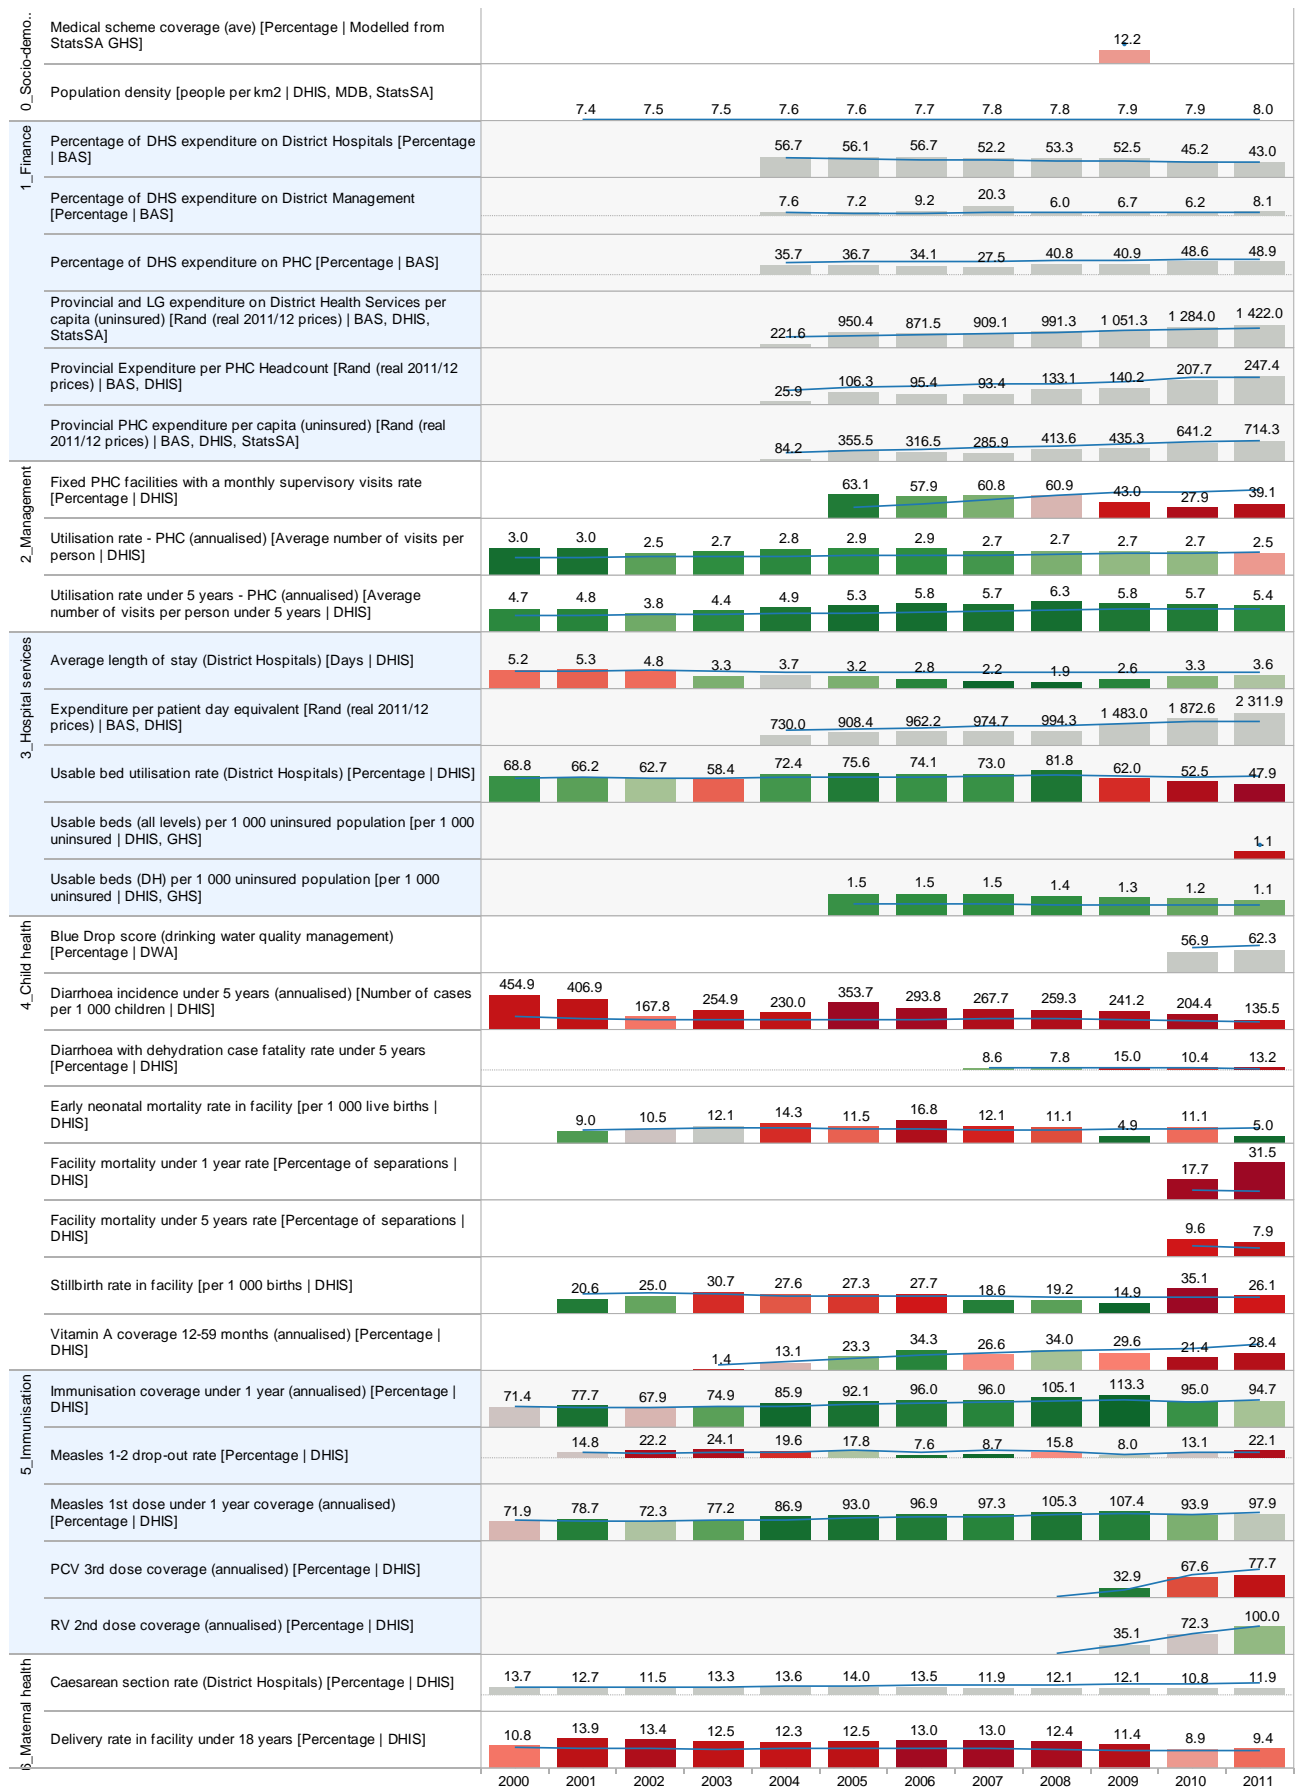 0_Socio-demo..
Medical scheme coverage (ave) [Percentage | Modelled from
StatsSA GHS]
12.2
Population density [people per km2 | DHIS, MDB, StatsSA]
7.4 7.5 7.5 7.6 7.6 7.7 7.8 7.8 7.9 7.9 8.0
1_Finance
Percentage of DHS expenditure on District Hospitals [Percentage
| BAS]
56.7 56.1 56.7 52.2 53.3 52.5 45.2 43.0
Percentage of DHS expenditure on District Management
[Percentage | BAS]
7.6 7.2 9.2 20.3 6.0 6.7 6.2 8.1
Percentage of DHS expenditure on PHC [Percentage | BAS]
35.7 36.7 34.1 27.5 40.8 40.9 48.6 48.9
Provincial and LG expenditure on District Health Services per
capita (uninsured) [Rand (real 2011/12 prices) | BAS, DHIS,
StatsSA]
221.6 950.4 871.5 909.1 991.3 1 051.3 1 284.0 1 422.0
Provincial Expenditure per PHC Headcount [Rand (real 2011/12
prices) | BAS, DHIS]
25.9 106.3 95.4 93.4 133.1 140.2 207.7 247.4
Provincial PHC expenditure per capita (uninsured) [Rand (real
2011/12 prices) | BAS, DHIS, StatsSA]
84.2 355.5 316.5 285.9 413.6 435.3 641.2 714.3
2_Management
Fixed PHC facilities with a monthly supervisory visits rate
[Percentage | DHIS]
63.1 57.9 60.8 60.9 43.0 27.9 39.1
Utilisation rate - PHC (annualised) [Average number of visits per
person | DHIS]
3.0 3.0 2.5 2.7 2.8 2.9 2.9 2.7 2.7 2.7 2.7 2.5
Utilisation rate under 5 years - PHC (annualised) [Average
number of visits per person under 5 years | DHIS]
4.7 4.8 3.8 4.4 4.9 5.3 5.8 5.7 6.3 5.8 5.7 5.4
3_Hospital services
Average length of stay (District Hospitals) [Days | DHIS]
5.2 5.3 4.8 3.3 3.7 3.2 2.8 2.2 1.9 2.6 3.3 3.6
Expenditure per patient day equivalent [Rand (real 2011/12
prices) | BAS, DHIS]
730.0 908.4 962.2 974.7 994.3 1 483.0 1 872.6 2 311.9
Usable bed utilisation rate (District Hospitals) [Percentage | DHIS]
68.8 66.2 62.7 58.4 72.4 75.6 74.1 73.0 81.8 62.0 52.5 47.9
Usable beds (all levels) per 1 000 uninsured population [per 1 000
uninsured | DHIS, GHS]
1.1
Usable beds (DH) per 1 000 uninsured population [per 1 000
uninsured | DHIS, GHS]
1.5 1.5 1.5 1.4 1.3 1.2 1.1
4_Child health
Blue Drop score (drinking water quality management)
[Percentage | DWA]
56.9 62.3
Diarrhoea incidence under 5 years (annualised) [Number of cases
per 1 000 children | DHIS]
454.9 406.9 167.8 254.9 230.0 353.7 293.8 267.7 259.3 241.2 204.4 135.5
Diarrhoea with dehydration case fatality rate under 5 years
[Percentage | DHIS]
8.6 7.8 15.0 10.4 13.2
Early neonatal mortality rate in facility [per 1 000 live births |
DHIS]
9.0 10.5 12.1 14.3 11.5 16.8 12.1 11.1 4.9 11.1 5.0
Facility mortality under 1 year rate [Percentage of separations |
DHIS]
17.7 31.5
Facility mortality under 5 years rate [Percentage of separations |
DHIS]
9.6 7.9
Stillbirth rate in facility [per 1 000 births | DHIS]
20.6 25.0 30.7 27.6 27.3 27.7 18.6 19.2 14.9 35.1 26.1
Vitamin A coverage 12-59 months (annualised) [Percentage |
DHIS]
1.4 13.1 23.3 34.3 26.6 34.0 29.6 21.4 28.4
5_Immunisation
Immunisation coverage under 1 year (annualised) [Percentage |
DHIS]
71.4 77.7 67.9 74.9 85.9 92.1 96.0 96.0 105.1 113.3 95.0 94.7
Measles 1-2 drop-out rate [Percentage | DHIS]
14.8 22.2 24.1 19.6 17.8 7.6 8.7 15.8 8.0 13.1 22.1
Measles 1st dose under 1 year coverage (annualised)
[Percentage | DHIS]
71.9 78.7 72.3 77.2 86.9 93.0 96.9 97.3 105.3 107.4 93.9 97.9
PCV 3rd dose coverage (annualised) [Percentage | DHIS]
32.9 67.6 77.7
RV 2nd dose coverage (annualised) [Percentage | DHIS]
35.1 72.3 100.0
6_Maternal health
Caesarean section rate (District Hospitals) [Percentage | DHIS]
13.7 12.7 11.5 13.3 13.6 14.0 13.5 11.9 12.1 12.1 10.8 11.9
Delivery rate in facility under 18 years [Percentage | DHIS]
10.8 13.9 13.4 12.5 12.3 12.5 13.0 13.0 12.4 11.4 8.9 9.4
2000 2001 2002 2003 2004 2005 2006 2007 2008 2009 2010 2011